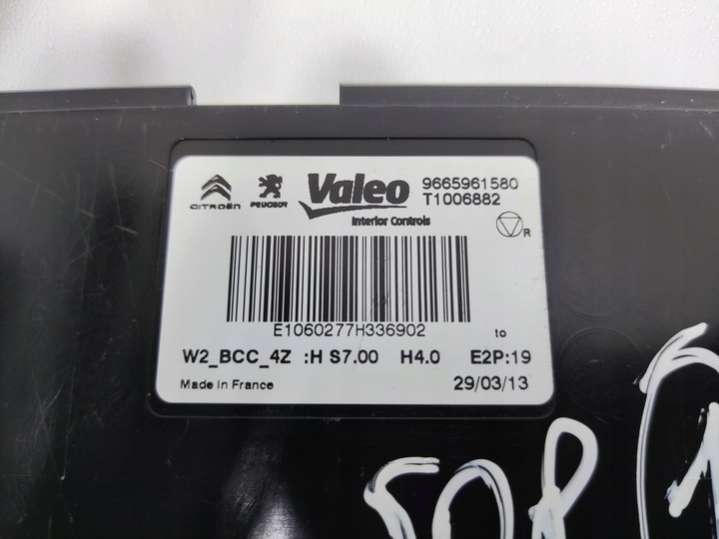 CITROËN PEUGEOT Valeo 9665961580
T1006882
Interior Controls
R
E1060277H336902
to
W2_BCC_4Z :H S7.00 H4.0 E2P:19
Made in France 29/03/13
508